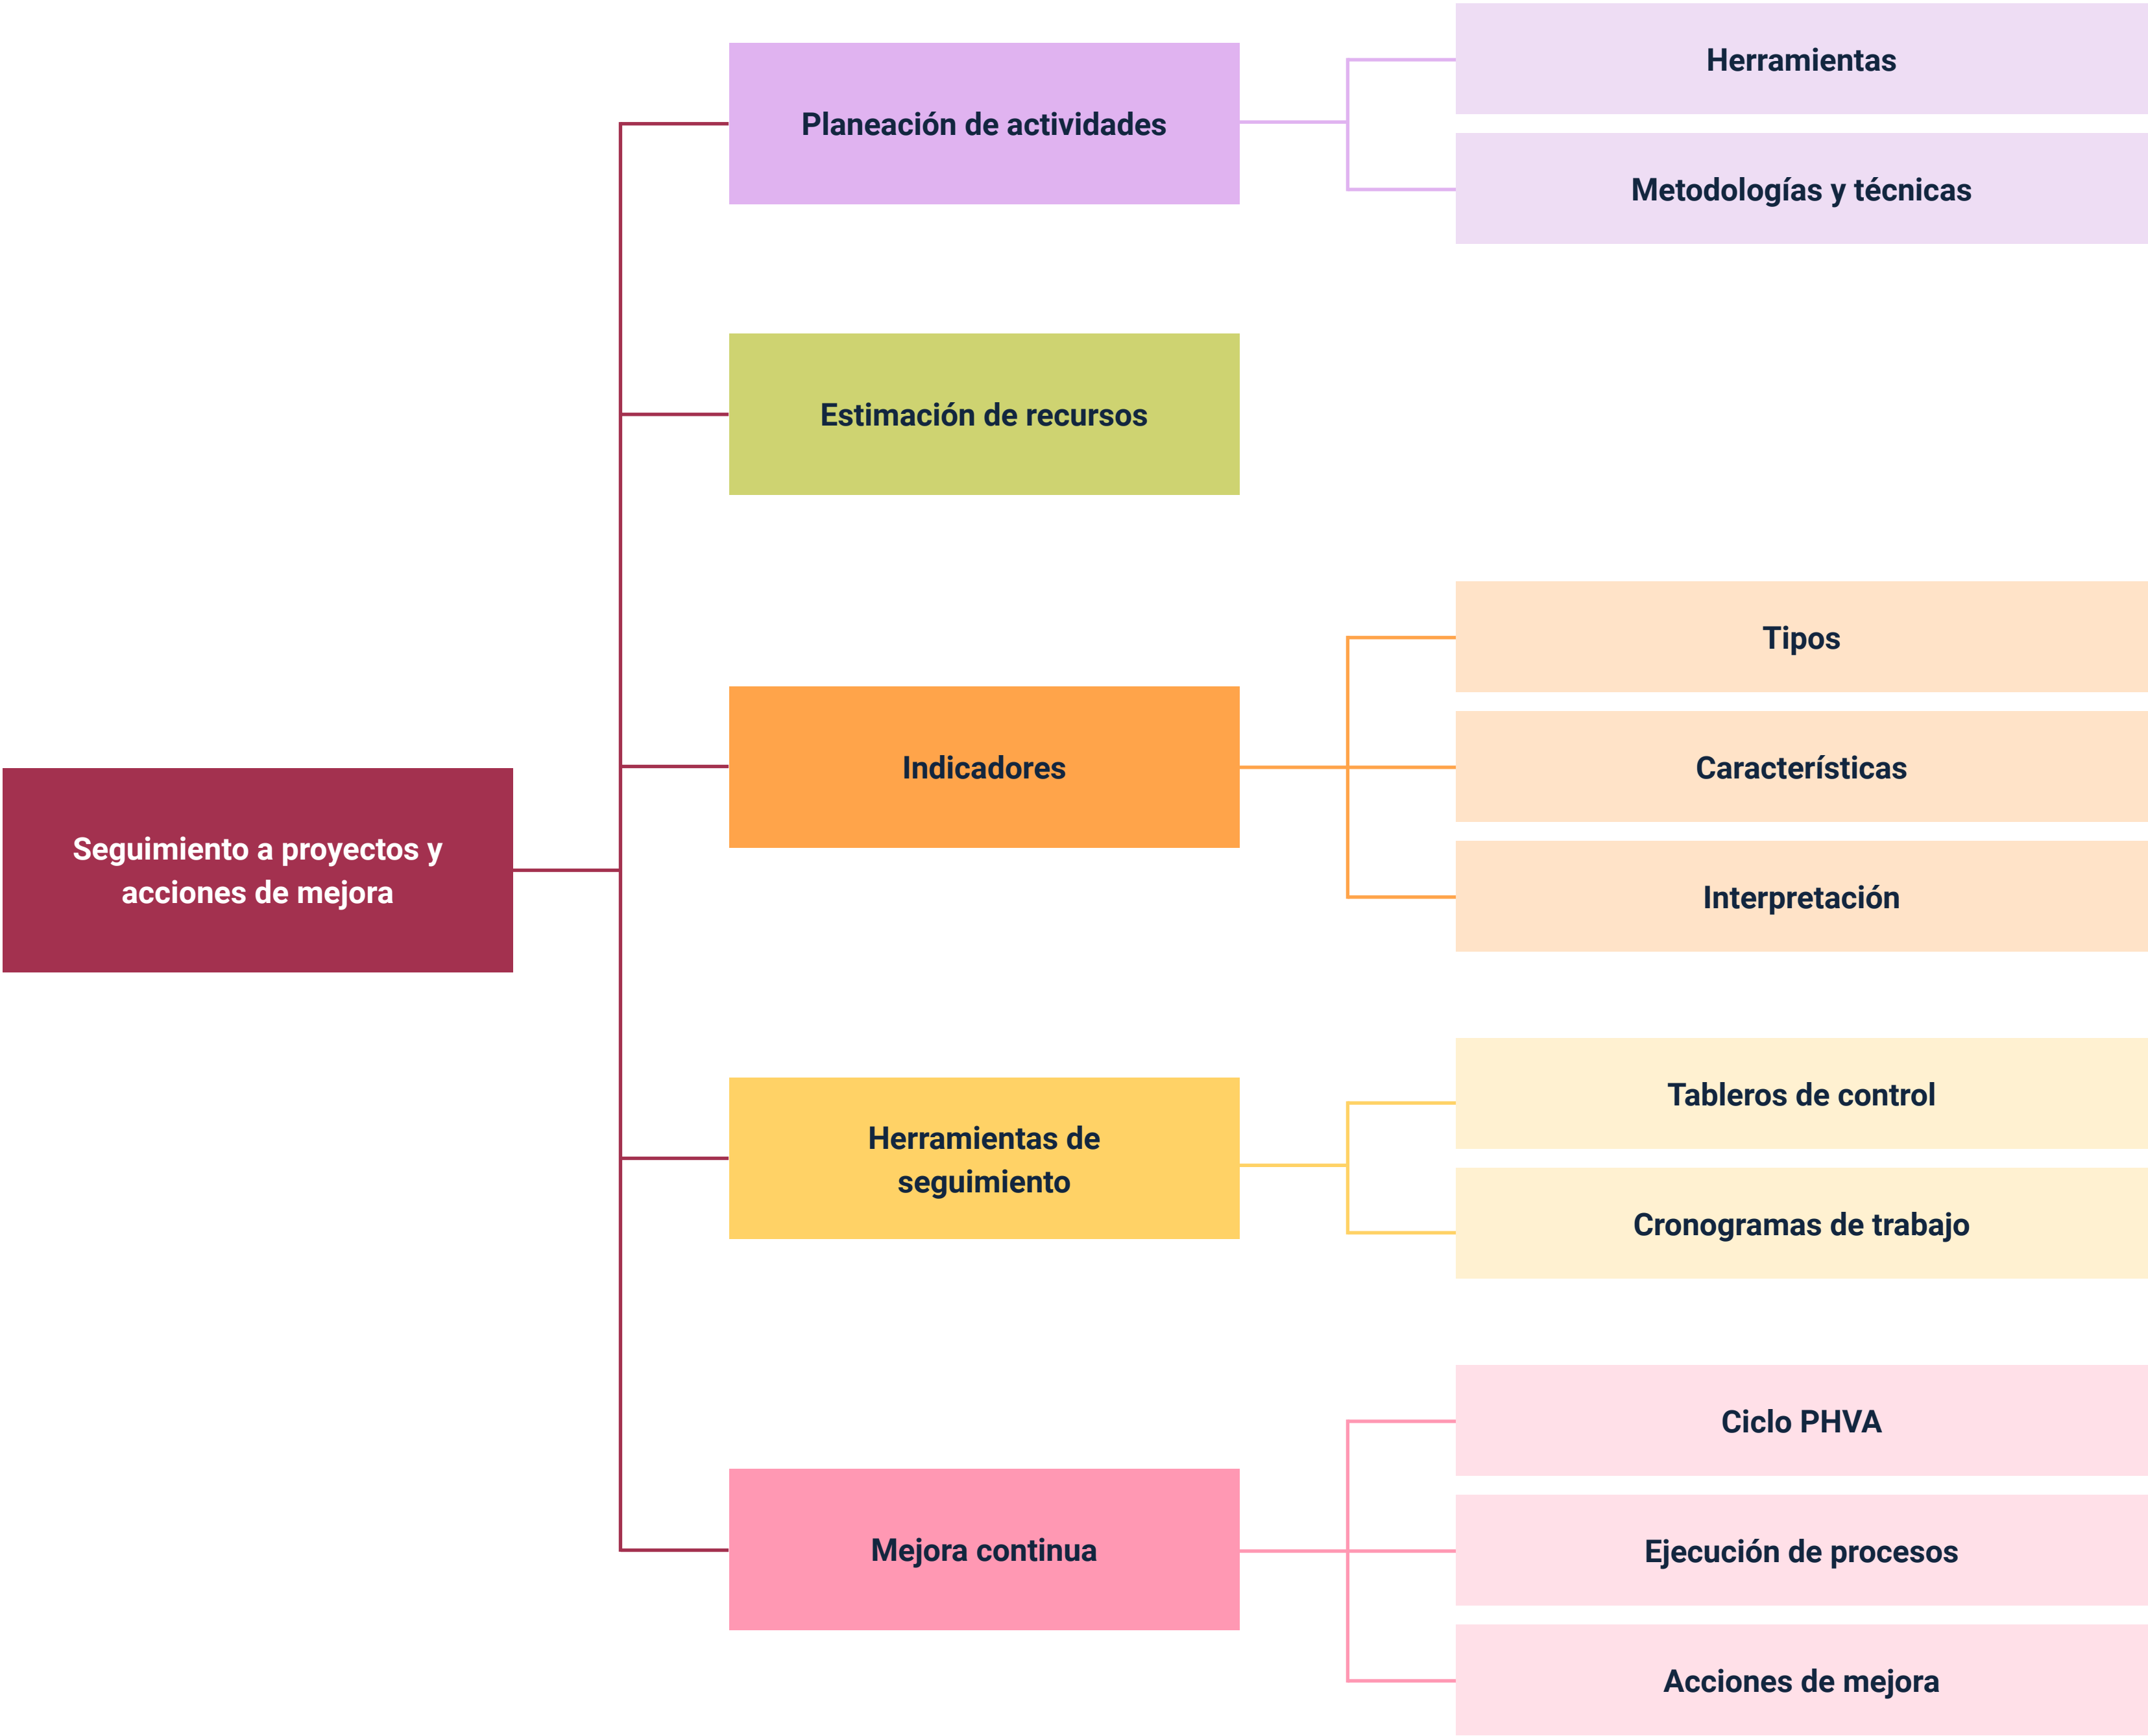 Seguimiento a proyectos y
acciones de mejora
Planeación de actividades
Herramientas
Metodologías y técnicas
Estimación de recursos
Indicadores
Tipos
Características
Interpretación
Herramientas de
seguimiento
Tableros de control
Cronogramas de trabajo
Mejora continua
Ciclo PHVA
Ejecución de procesos
Acciones de mejora